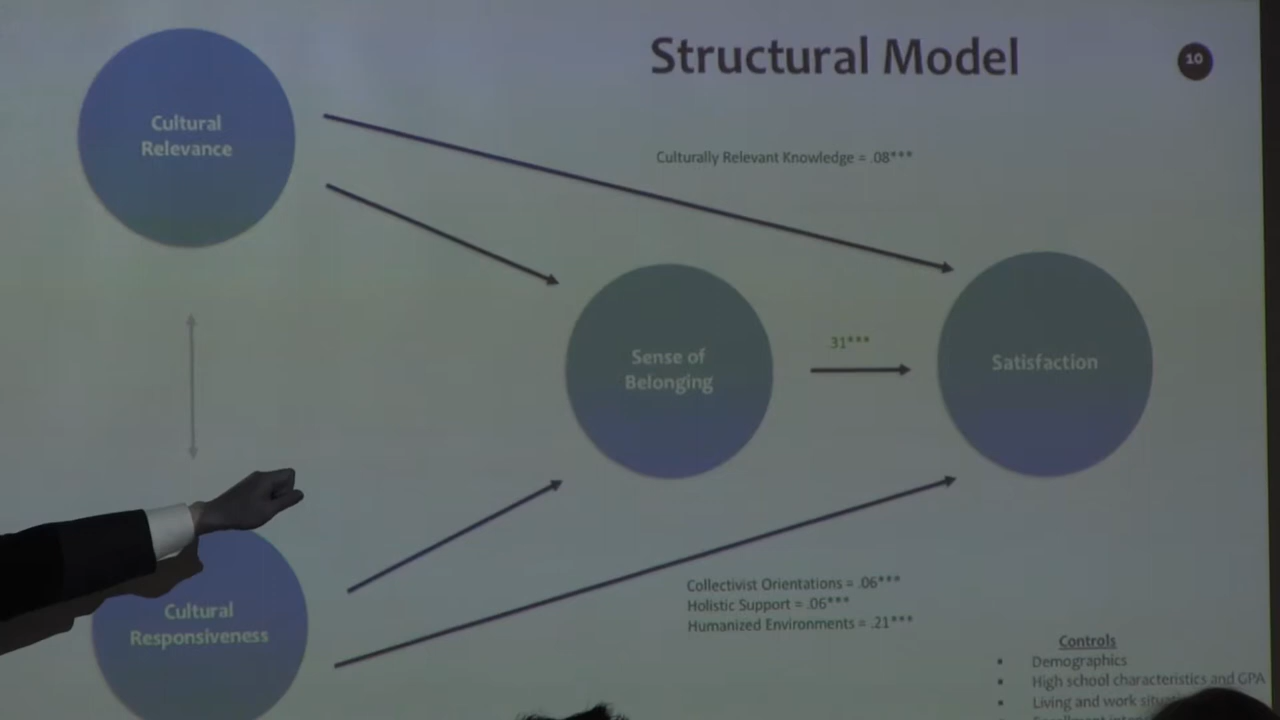 Structural Model
10
Cultural
Relevance
Culturally Relevant Knowledge = .08***
Sense of
Belonging
.31***
Satisfaction
Cultural
Responsiveness
Collectivist Orientations = .06***
Holistic Support = .06***
Humanized Environments = .21***
Controls
▪ Demographics
▪ High school characteristics and GPA
▪ Living and work
Enrollment